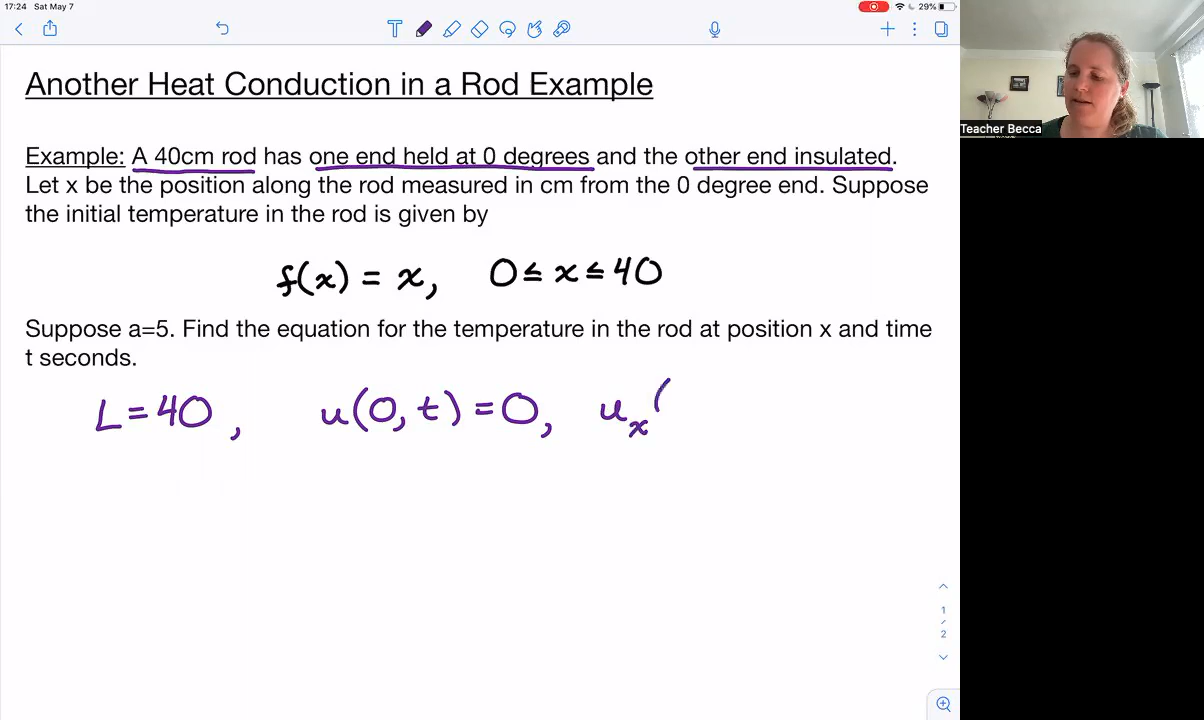 17:24 Sat May 7
29%
Another Heat Conduction in a Rod Example
Example: A 40cm rod has one end held at 0 degrees and the other end insulated.
Let x be the position along the rod measured in cm from the 0 degree end. Suppose
the initial temperature in the rod is given by
f(x) = x, 0 ≤ x ≤ 40
Suppose a=5. Find the equation for the temperature in the rod at position x and time
t seconds.
L = 40, u(0, t) = 0, u_x(
Teacher Becca
1
/
2